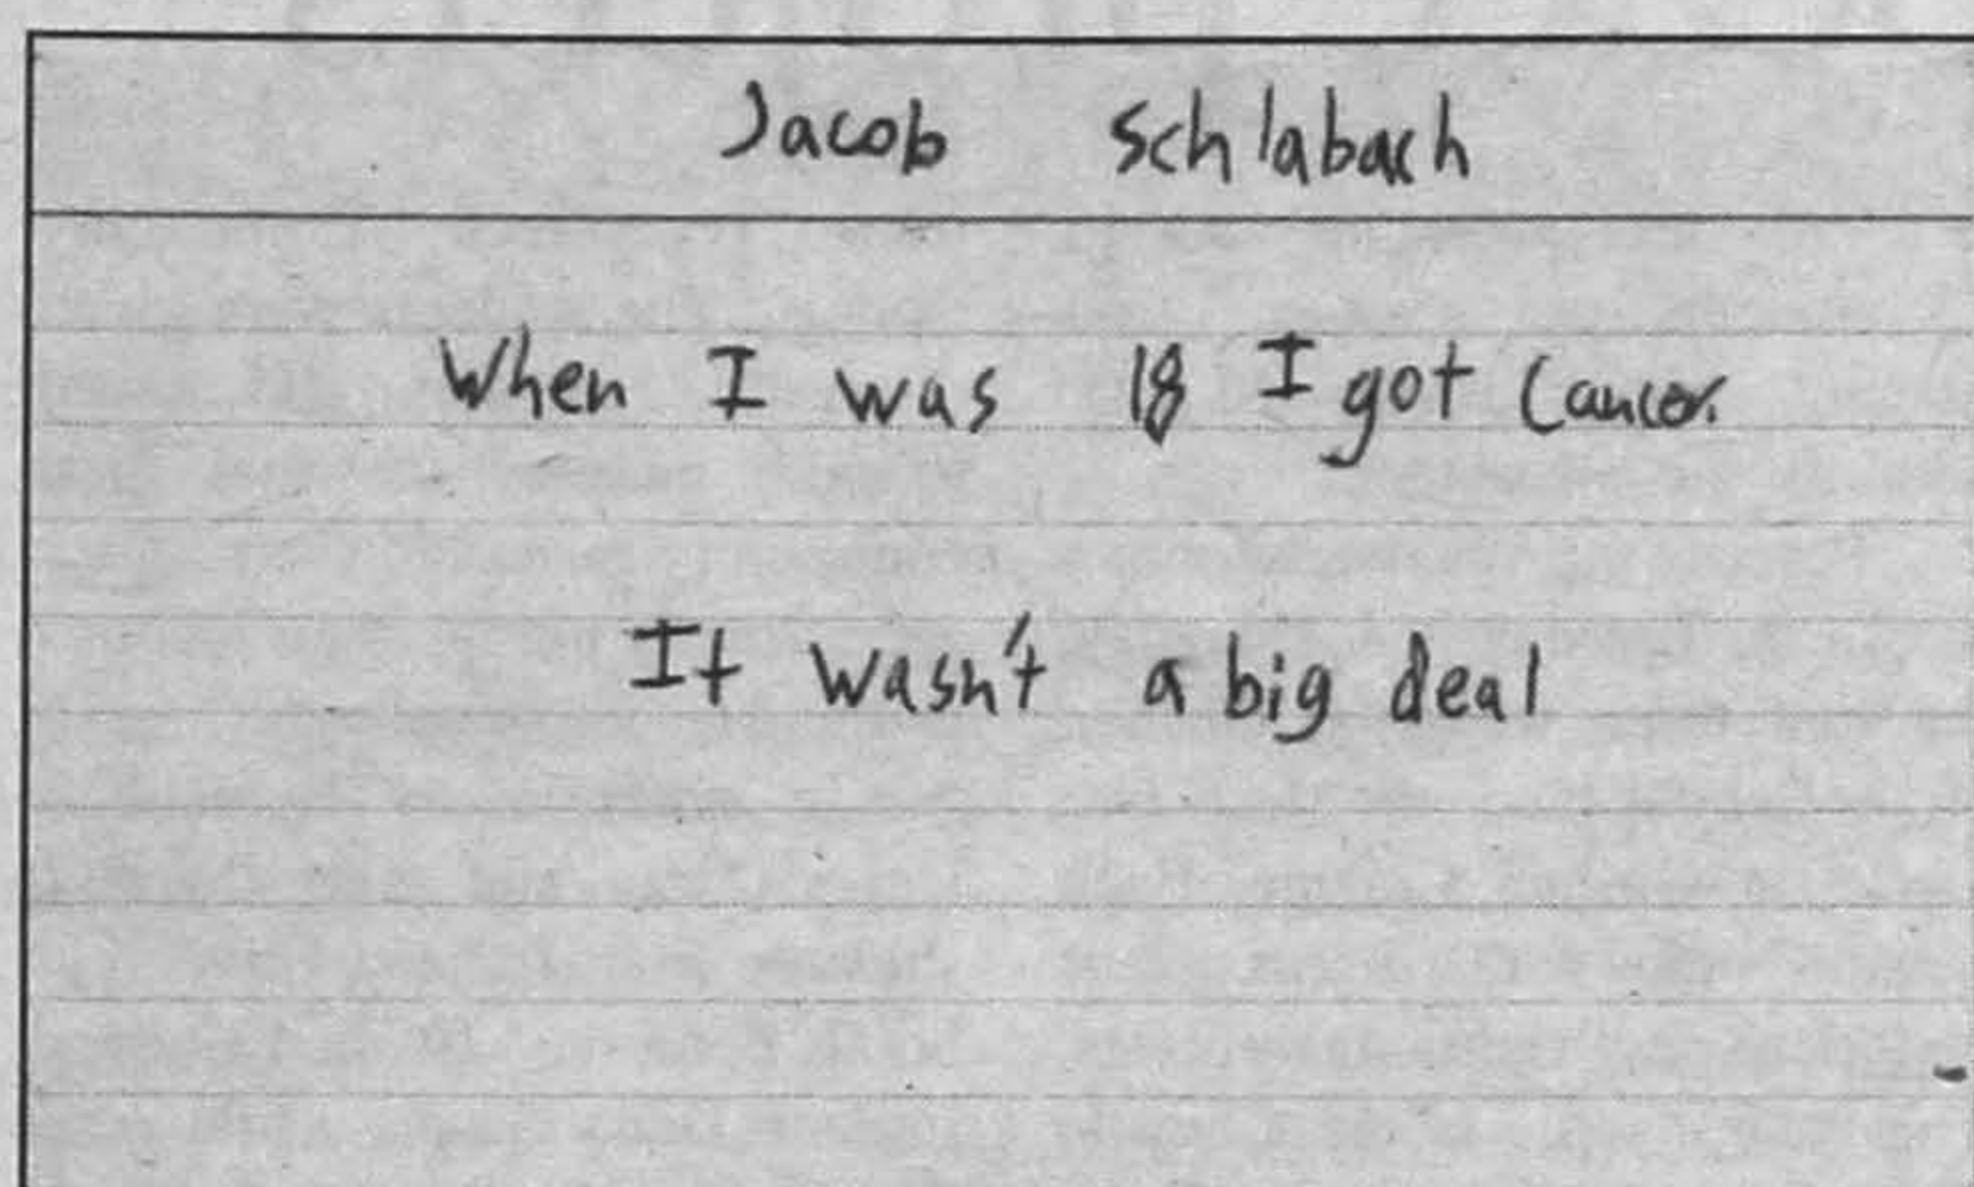 Jacob Schlabach
When I was 18 I got Cancer.
It wasn't a big deal